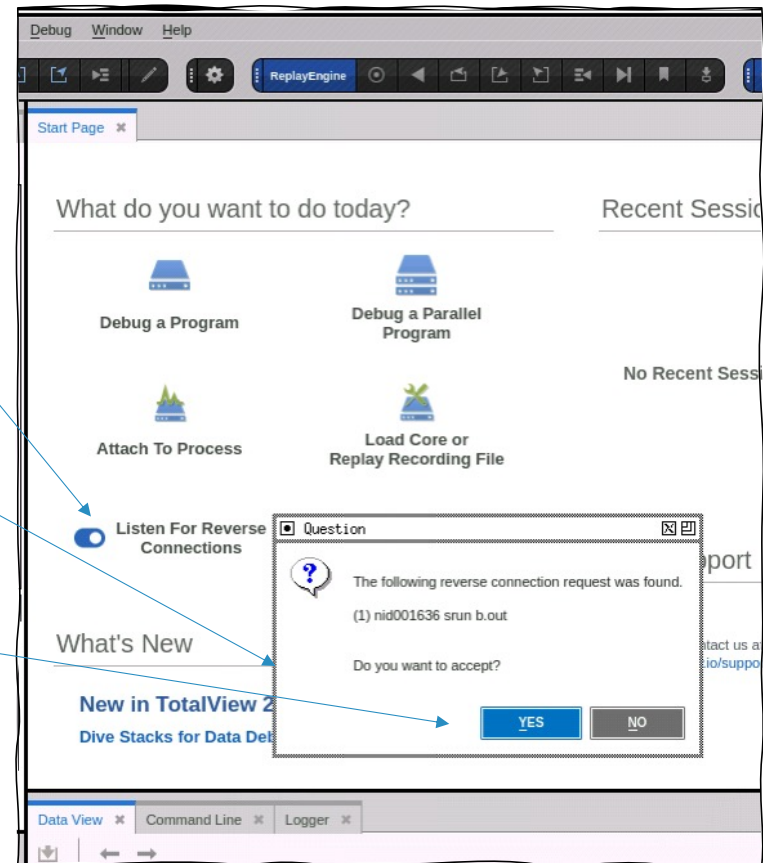 Debug Window Help
ReplayEngine
Start Page
What do you want to do today?
Recent Sessio
Debug a Program
Debug a Parallel
Program
No Recent Sessi
Attach To Process
Load Core or
Replay Recording File
Listen For Reverse
Connections
Question
The following reverse connection request was found.
(1) nid001636 srun b.out
Do you want to accept?
YES
NO
pport
ntact us a
.io/suppo
What's New
New in TotalView 2
Dive Stacks for Data Deb
Data View
Command Line
Logger